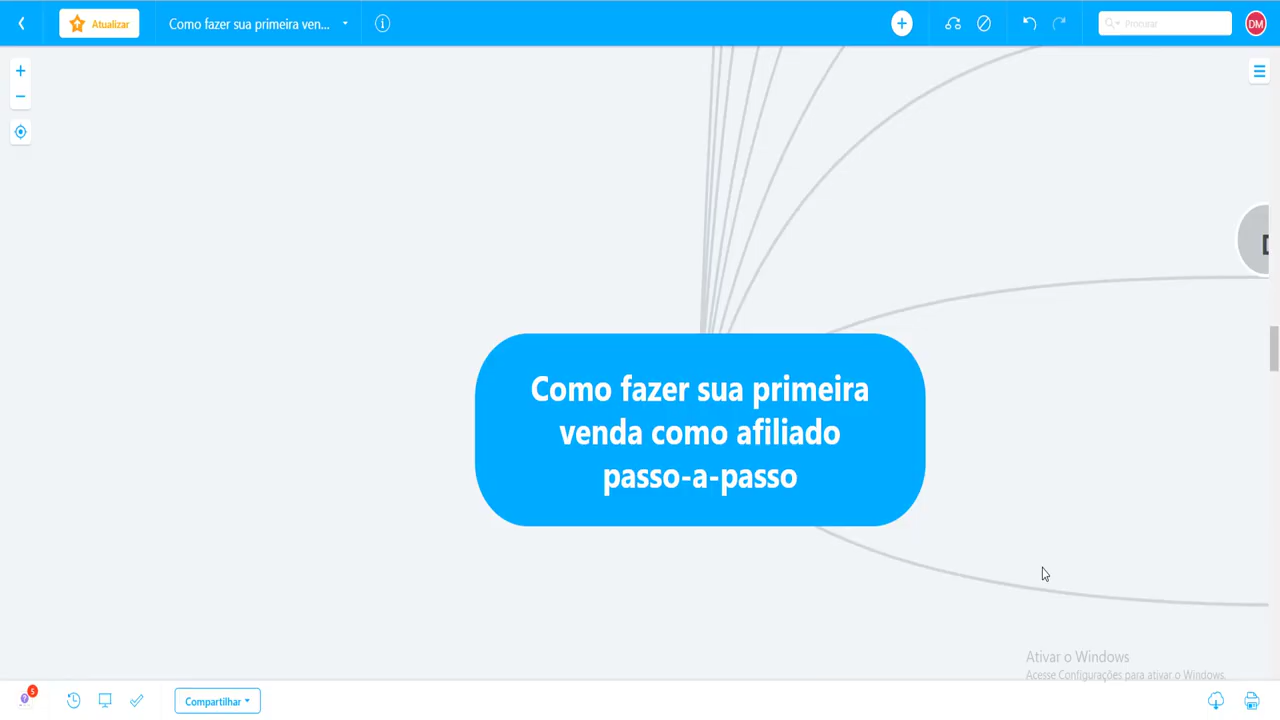 Atualizar
Como fazer sua primeira ven...
Procurar
DM
D
Como fazer sua primeira
venda como afiliado
passo-a-passo
Ativar o Windows
Acesse Configurações para ativar o Windows.
5
Compartilhar